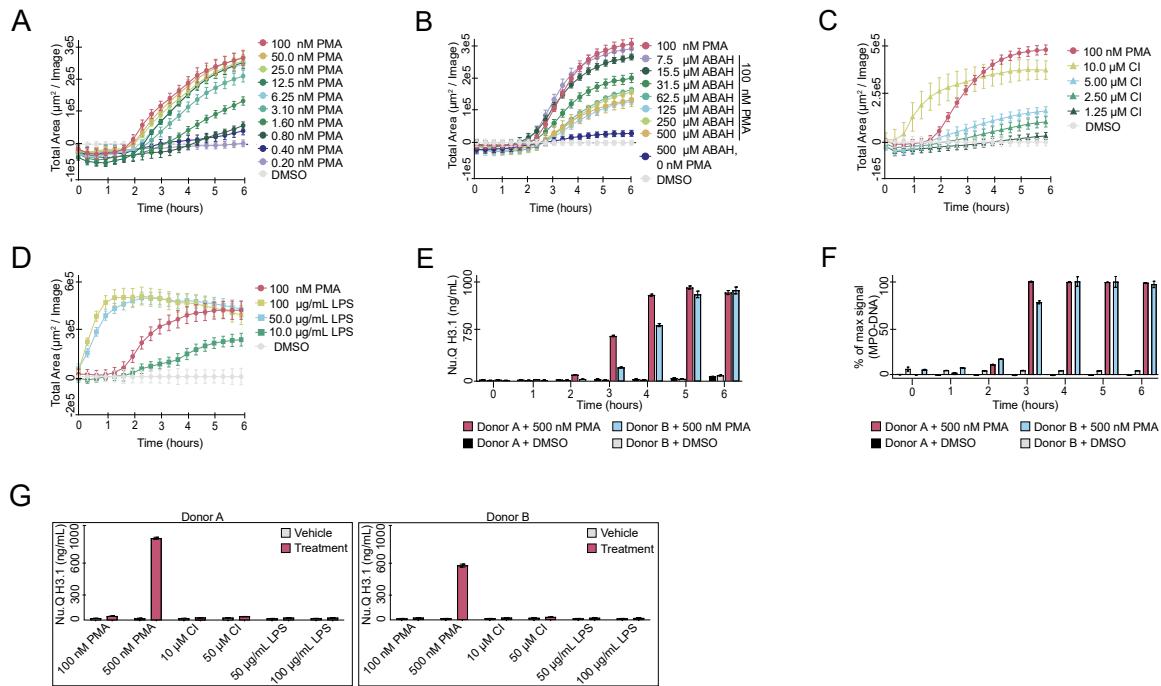 A
Total Area (µm² / Image)
3e5
2e5
1e5
0
-1e5
0 1 2 3 4 5 6
Time (hours)
100 nM PMA
50.0 nM PMA
25.0 nM PMA
12.5 nM PMA
6.25 nM PMA
3.10 nM PMA
1.60 nM PMA
0.80 nM PMA
0.40 nM PMA
0.20 nM PMA
DMSO
B
Total Area (µm² / Image)
3e5
2e5
1e5
0
-1e5
0 1 2 3 4 5 6
Time (hours)
100 nM PMA
7.5 µM ABAH
15.5 µM ABAH
31.5 µM ABAH
62.5 µM ABAH
125 µM ABAH
250 µM ABAH
500 µM ABAH
100 nM PMA
500 µM ABAH,
0 nM PMA
DMSO
C
Total Area (µm² / Image)
5e5
2.5e5
0
-1e5
0 1 2 3 4 5 6
Time (hours)
100 nM PMA
10.0 µM CI
5.00 µM CI
2.50 µM CI
1.25 µM CI
DMSO
D
Total Area (µm² / Image)
6e5
3e5
0
-2e5
0 1 2 3 4 5 6
Time (hours)
100 nM PMA
100 µg/mL LPS
50.0 µg/mL LPS
10.0 µg/mL LPS
DMSO
E
Nu.Q H3.1 (ng/mL)
1000
750
0
0 1 2 3 4 5 6
Time (hours)
Donor A + 500 nM PMA
Donor B + 500 nM PMA
Donor A + DMSO
Donor B + DMSO
F
% of max signal
(MPO-DNA)
100
50
0
0 1 2 3 4 5 6
Time (hours)
Donor A + 500 nM PMA
Donor B + 500 nM PMA
Donor A + DMSO
Donor B + DMSO
G
Donor A
Nu.Q H3.1 (ng/mL)
1000
600
300
0
Vehicle
Treatment
100 nM PMA
500 nM PMA
10 µM CI
50 µM CI
50 µg/mL LPS
100 µg/mL LPS
Donor B
Nu.Q H3.1 (ng/mL)
1000
600
300
0
Vehicle
Treatment
100 nM PMA
500 nM PMA
10 µM CI
50 µM CI
50 µg/mL LPS
100 µg/mL LPS